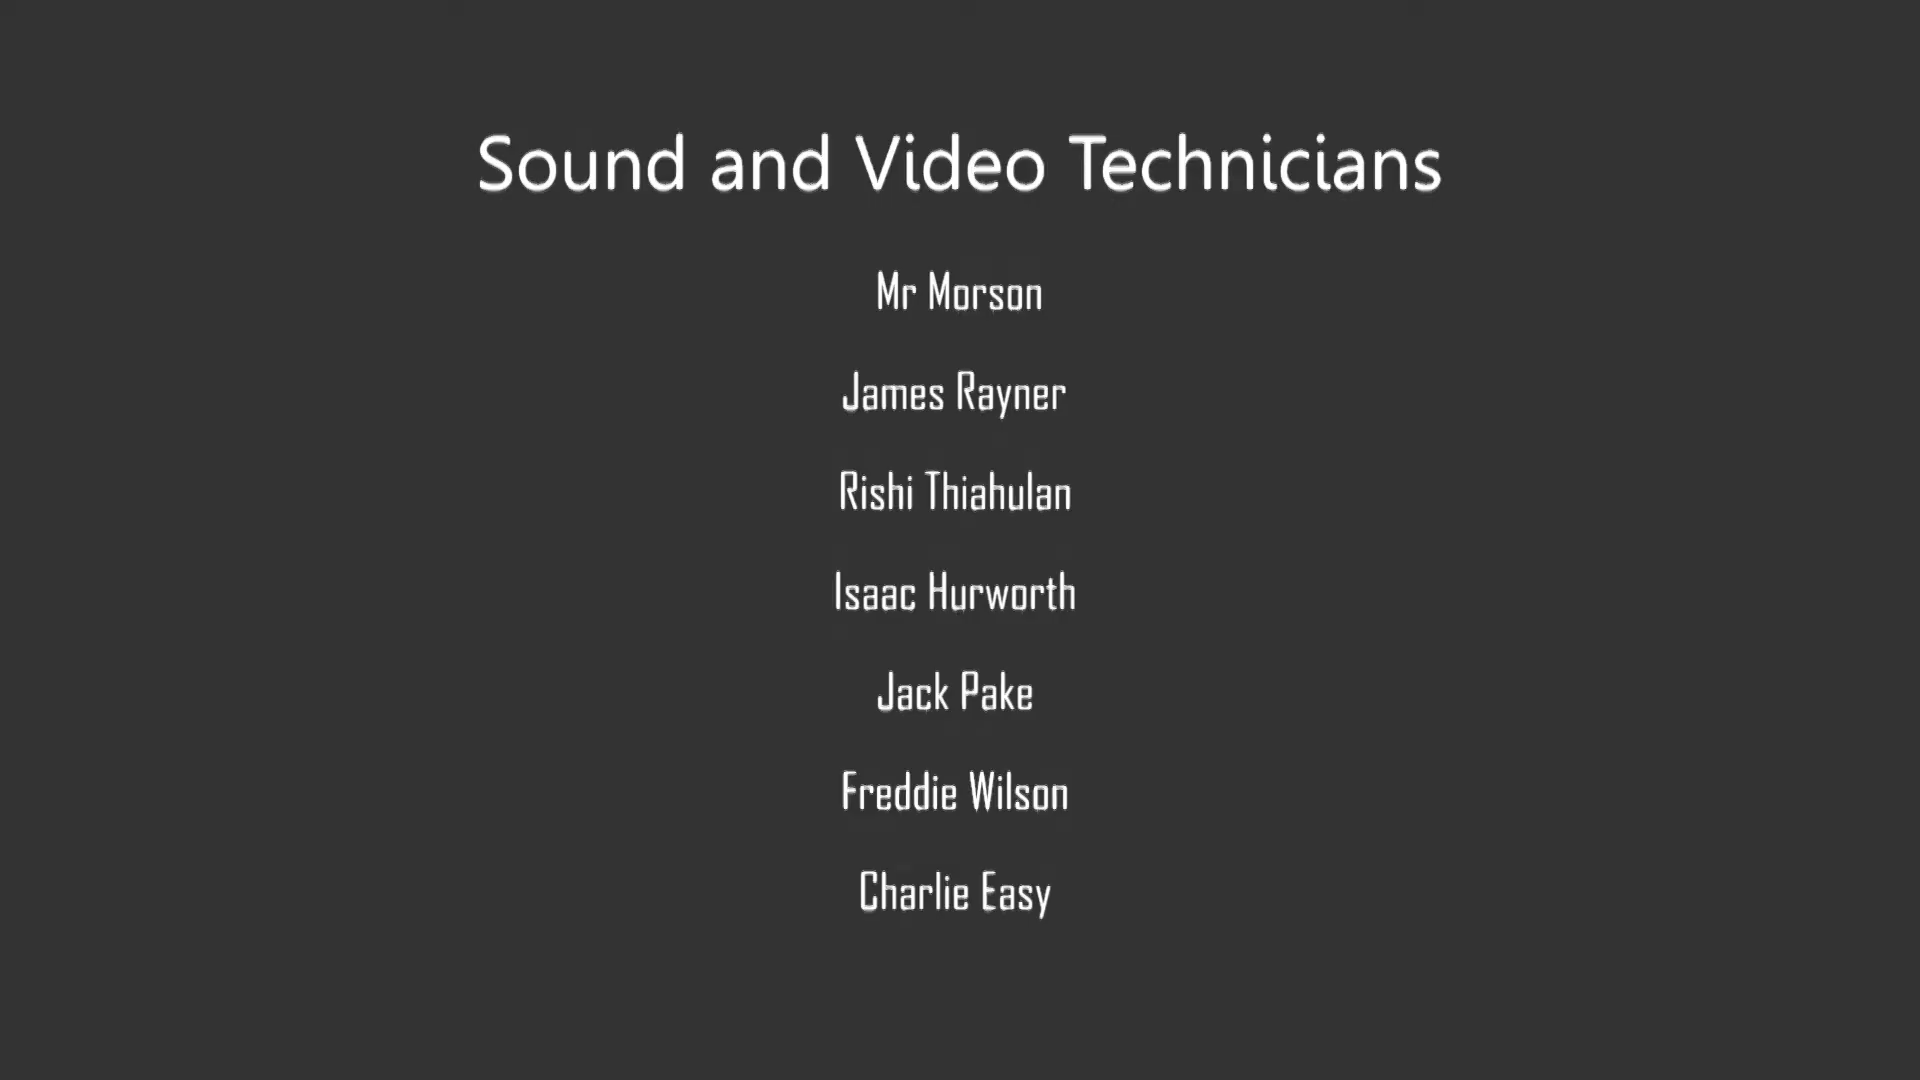 Sound and Video Technicians
Mr Morson
James Rayner
Rishi Thiahulan
Isaac Hurworth
Jack Pake
Freddie Wilson
Charlie Easy